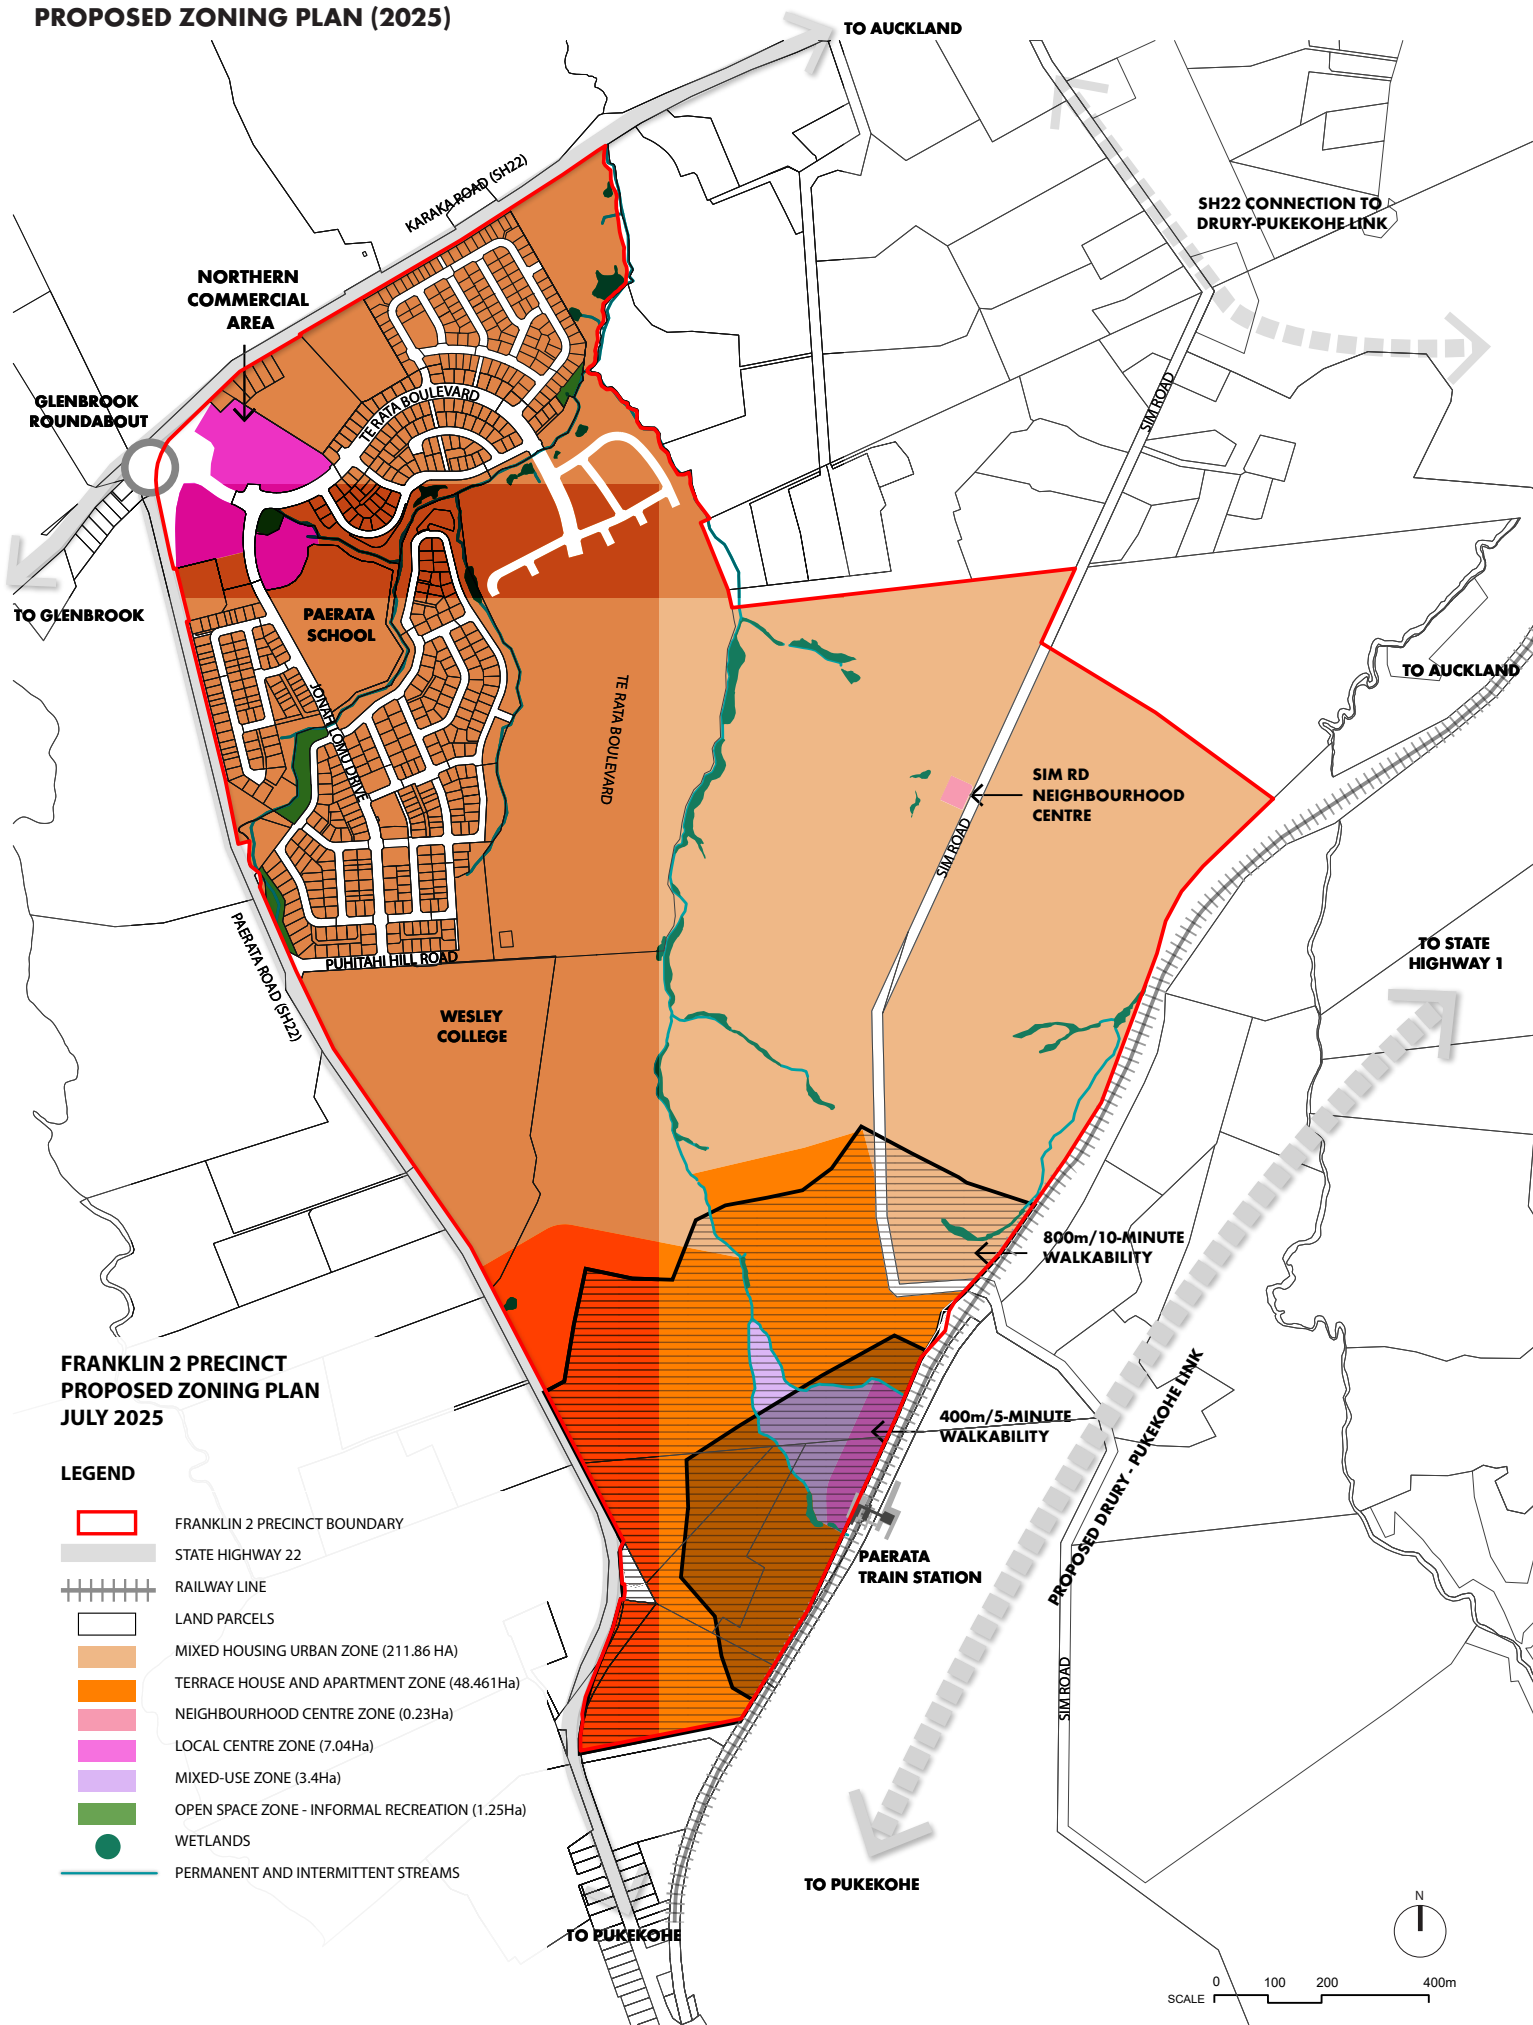 PROPOSED ZONING PLAN (2025)
TO AUCKLAND
KARAKA ROAD (SH22)
SH22 CONNECTION TO
DRURY-PUKEKOHE LINK
NORTHERN
COMMERCIAL
AREA
GLENBROOK
ROUNDABOUT
TE RATA BOULEVARD
SIM ROAD
TO GLENBROOK
PAERATA
SCHOOL
TO AUCKLAND
JONAH LOMU DRIVE
TE RATA BOULEVARD
SIM RD
NEIGHBOURHOOD
CENTRE
SIM ROAD
PAERATA ROAD (SH22)
PUHITAHI HILL ROAD
TO STATE
HIGHWAY 1
WESLEY
COLLEGE
800m/10-MINUTE
WALKABILITY
400m/5-MINUTE
WALKABILITY
PROPOSED DRURY - PUKEKOHE LINK
PAERATA
TRAIN STATION
SIM ROAD
FRANKLIN 2 PRECINCT
PROPOSED ZONING PLAN
JULY 2025
LEGEND
FRANKLIN 2 PRECINCT BOUNDARY
STATE HIGHWAY 22
RAILWAY LINE
LAND PARCELS
MIXED HOUSING URBAN ZONE (211.86 HA)
TERRACE HOUSE AND APARTMENT ZONE (48.461Ha)
NEIGHBOURHOOD CENTRE ZONE (0.23Ha)
LOCAL CENTRE ZONE (7.04Ha)
MIXED-USE ZONE (3.4Ha)
OPEN SPACE ZONE - INFORMAL RECREATION (1.25Ha)
WETLANDS
PERMANENT AND INTERMITTENT STREAMS
TO PUKEKOHE
TO PUKEKOHE
N
0 100 200 400m
SCALE